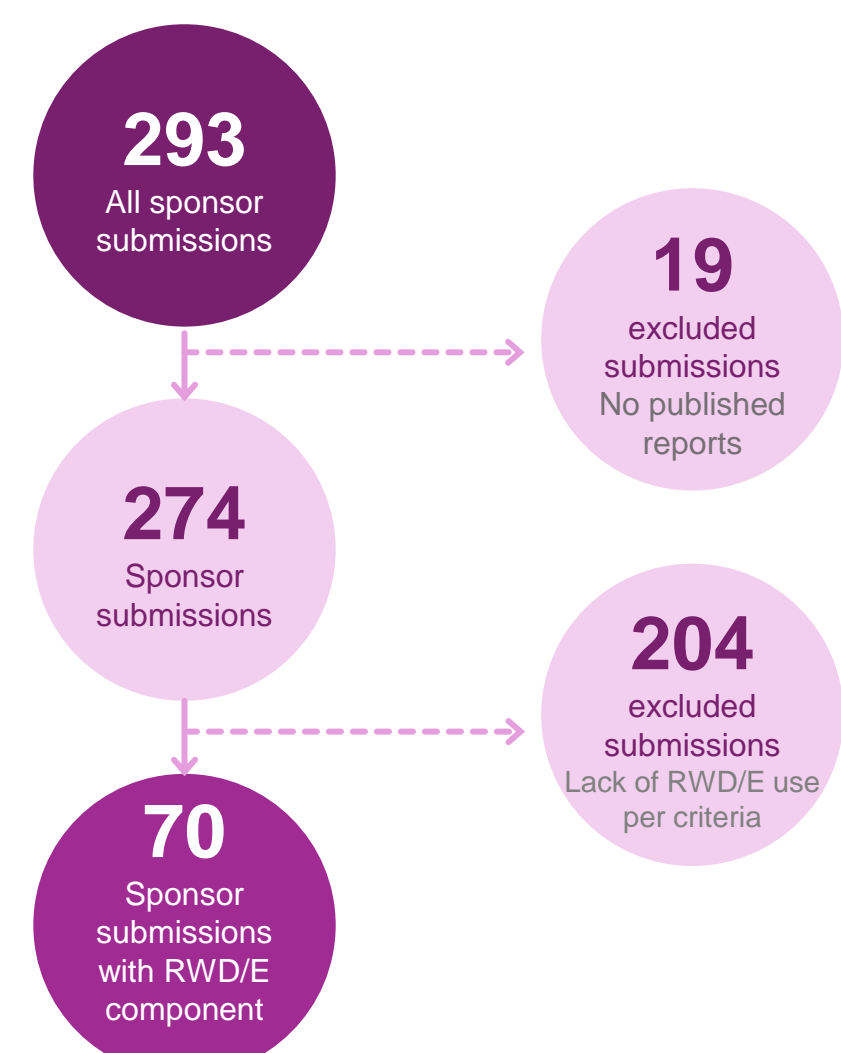 293
All sponsor
submissions
19
excluded
submissions
No published
reports
274
Sponsor
submissions
204
excluded
submissions
Lack of RWD/E use
per criteria
70
Sponsor
submissions
with RWD/E
component